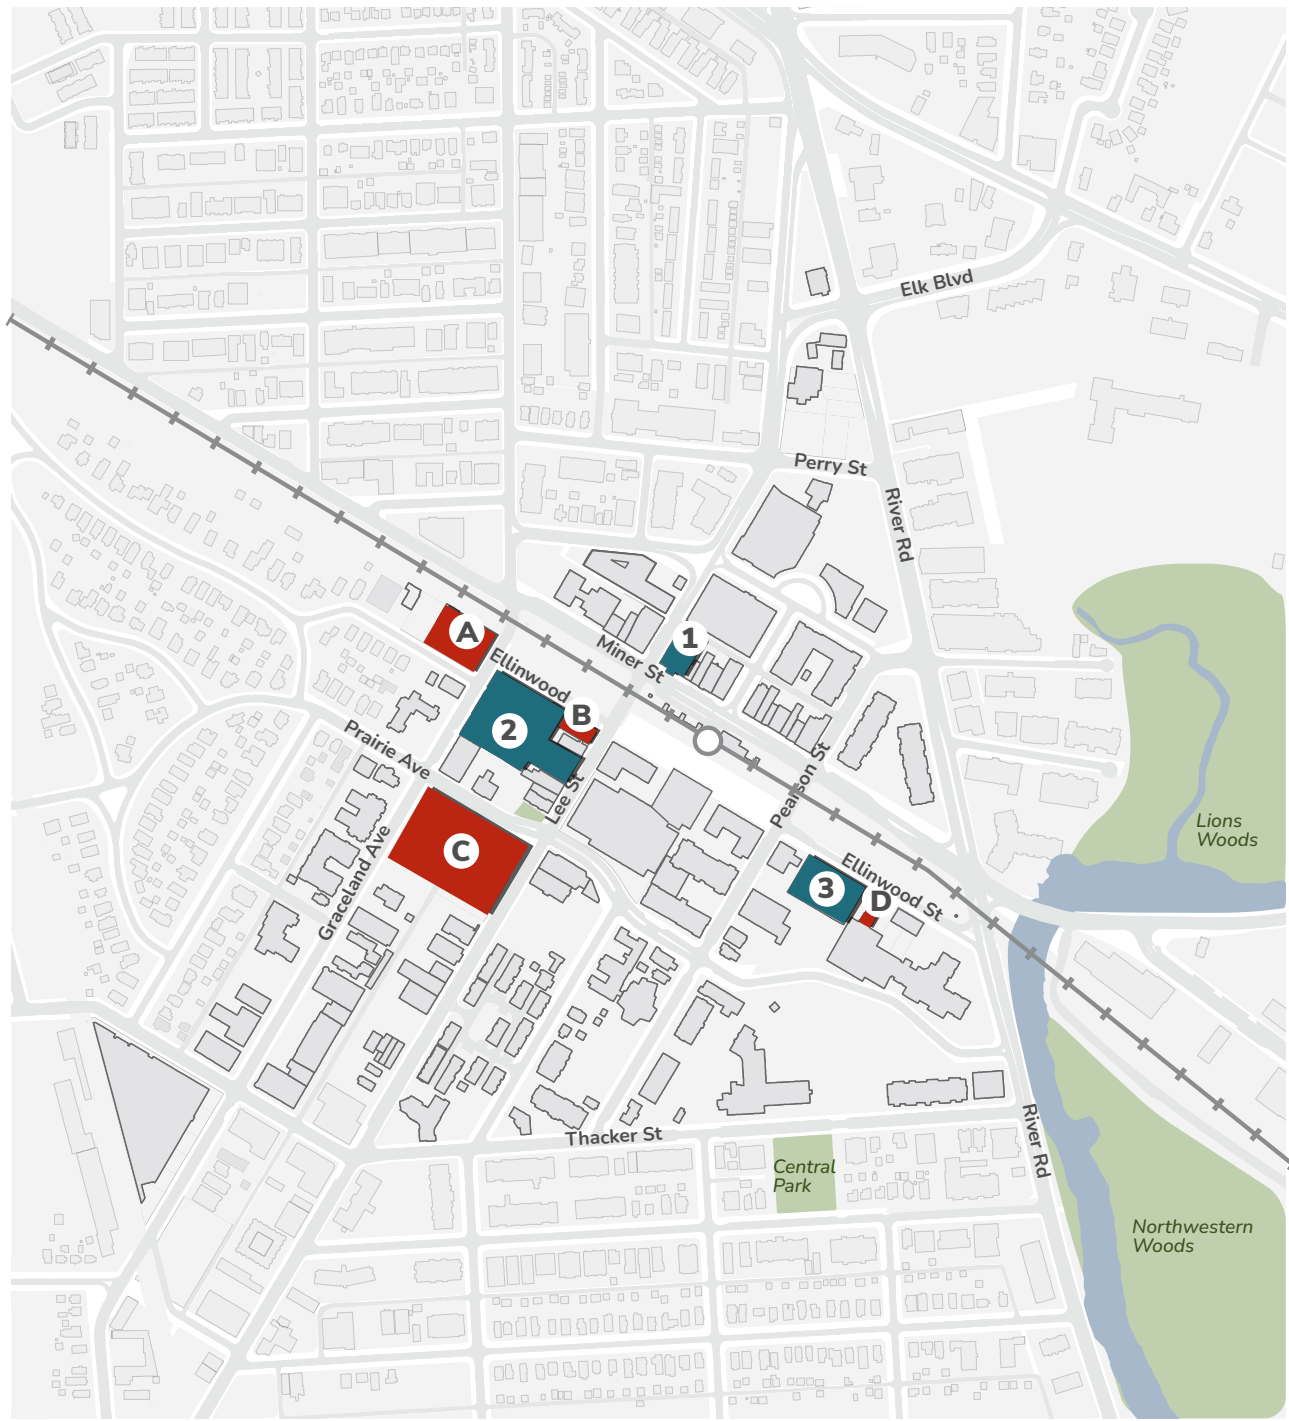 Elk Blvd
Perry St
River Rd
A
1
Miner St
Ellinwood
B
2
Prairie Ave
Pearson St
Lee St
Lions
Woods
C
Graceland Ave
Ellinwood St
3
D
Thacker St
River Rd
Central
Park
Northwestern
Woods